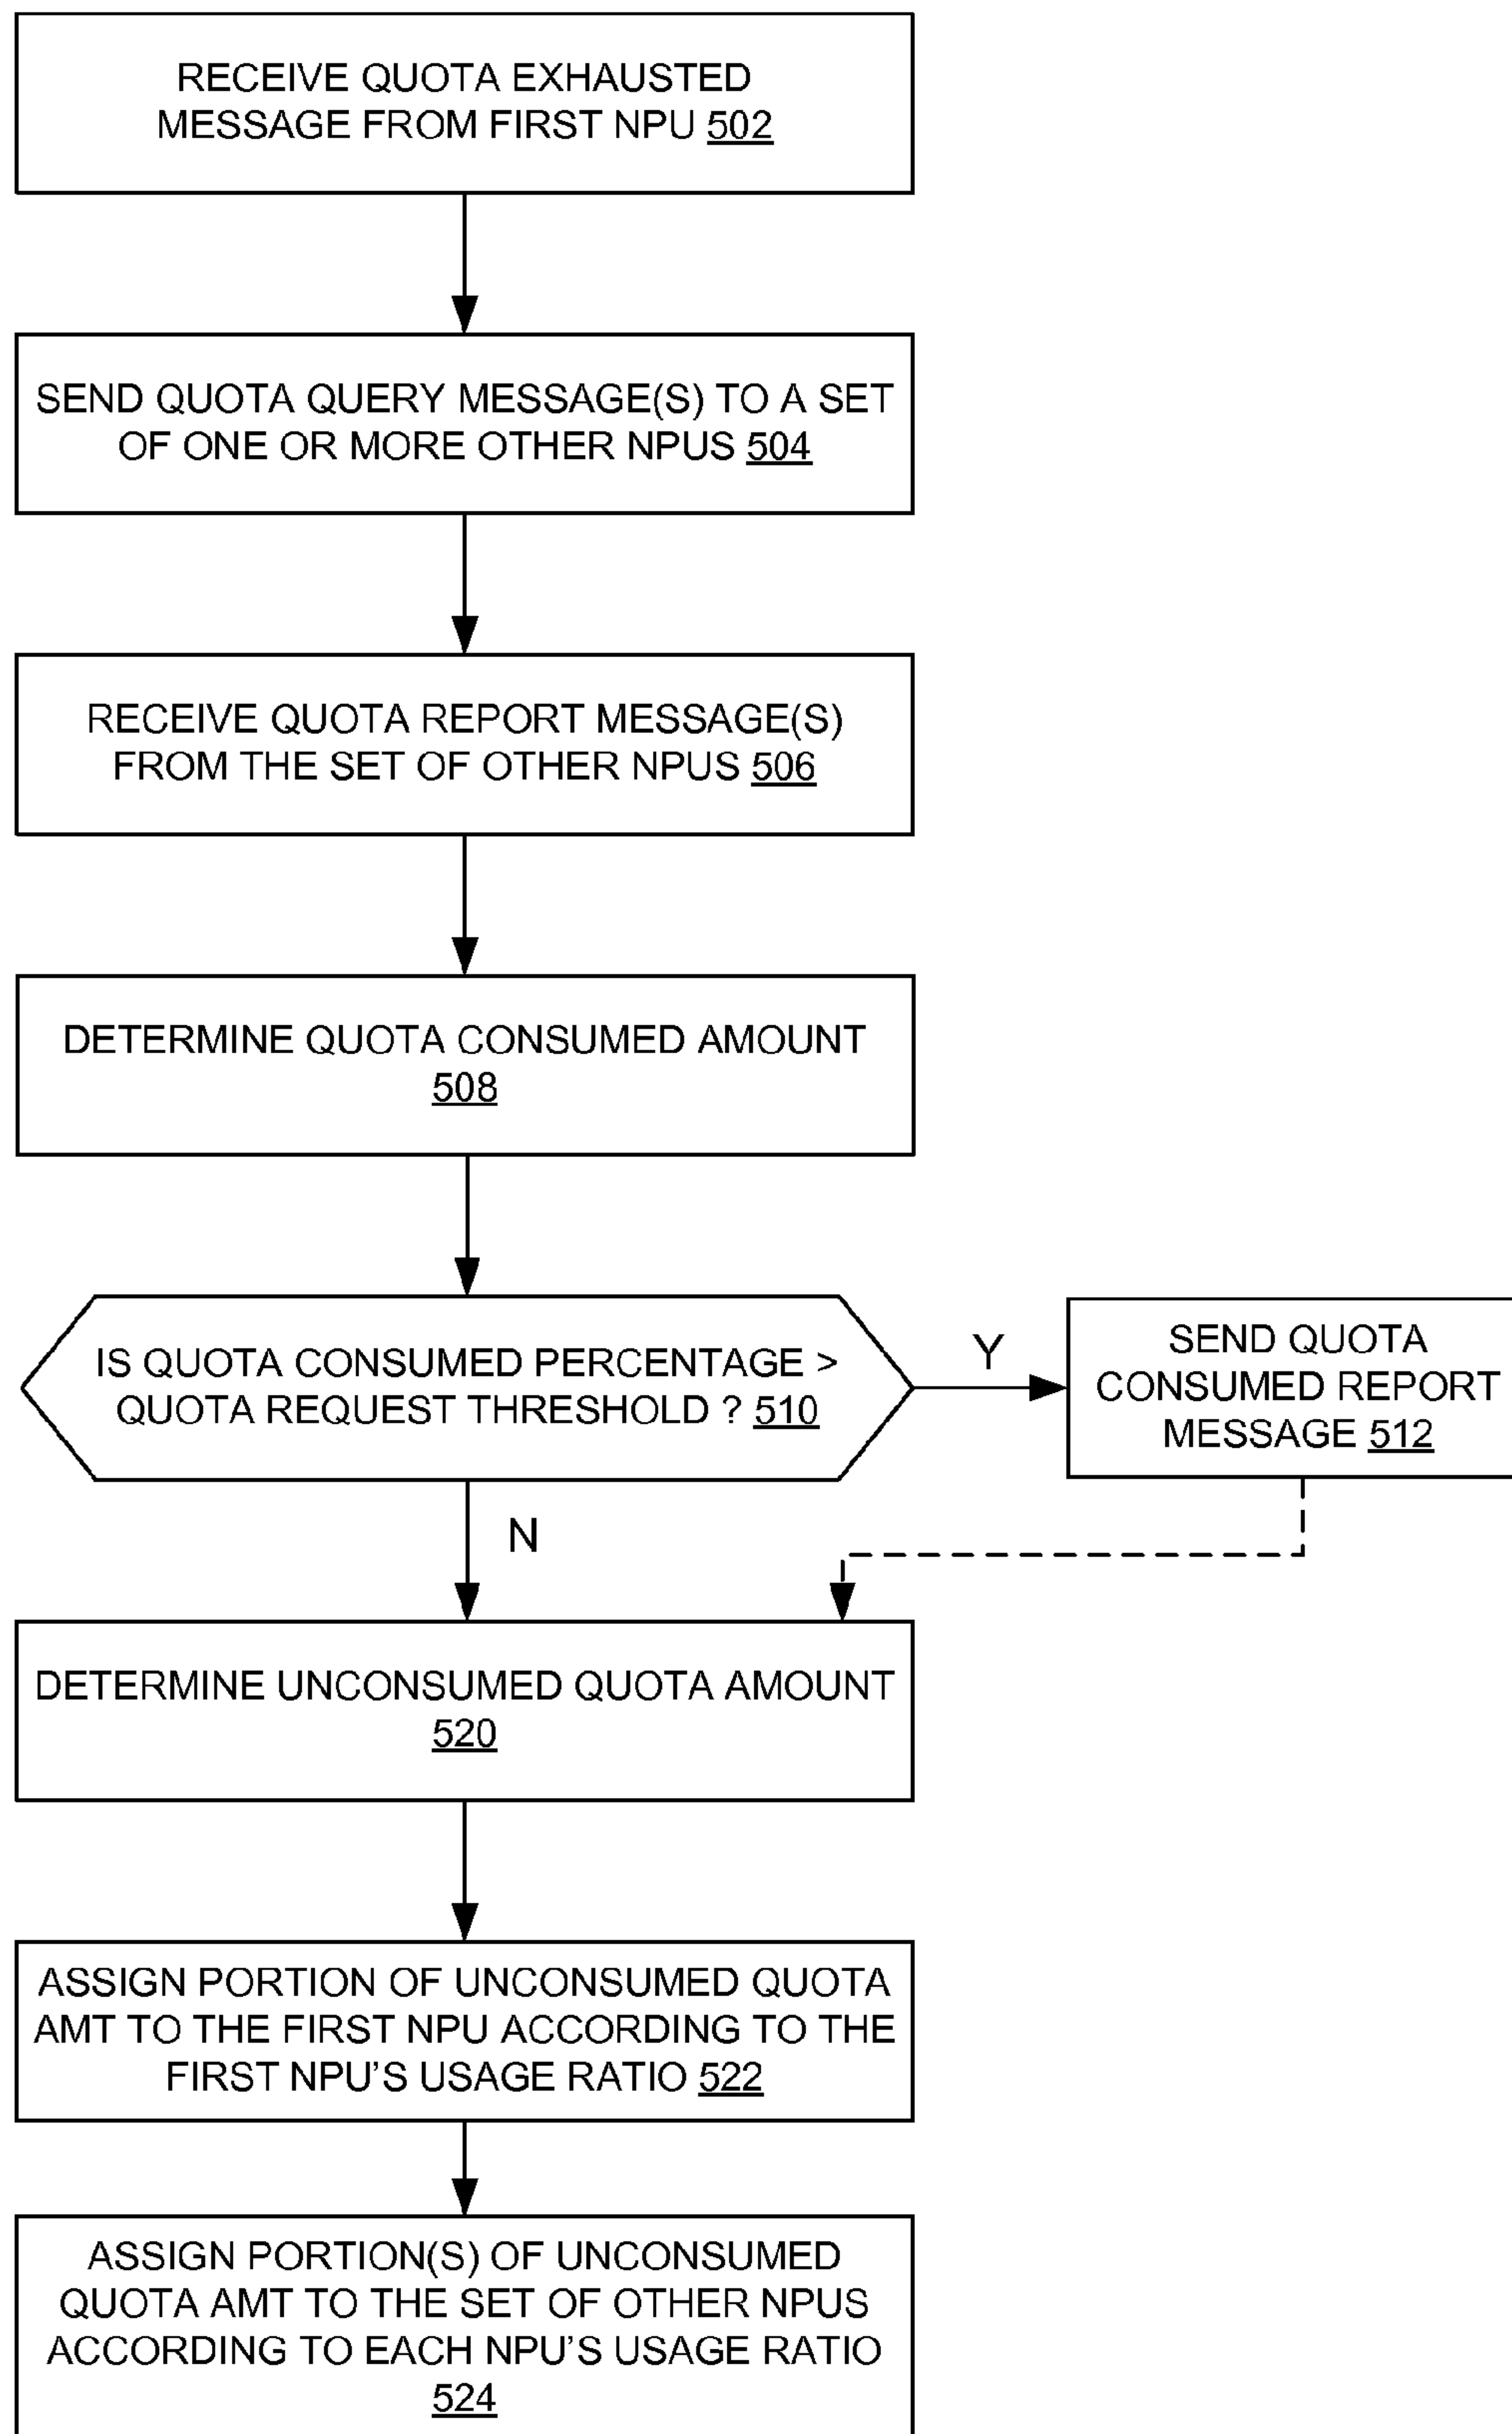 RECEIVE QUOTA EXHAUSTED
MESSAGE FROM FIRST NPU 502
SEND QUOTA QUERY MESSAGE(S) TO A SET
OF ONE OR MORE OTHER NPUS 504
RECEIVE QUOTA REPORT MESSAGE(S)
FROM THE SET OF OTHER NPUS 506
DETERMINE QUOTA CONSUMED AMOUNT
508
IS QUOTA CONSUMED PERCENTAGE >
QUOTA REQUEST THRESHOLD ? 510
Y
SEND QUOTA
CONSUMED REPORT
MESSAGE 512
N
DETERMINE UNCONSUMED QUOTA AMOUNT
520
ASSIGN PORTION OF UNCONSUMED QUOTA
AMT TO THE FIRST NPU ACCORDING TO THE
FIRST NPU'S USAGE RATIO 522
ASSIGN PORTION(S) OF UNCONSUMED
QUOTA AMT TO THE SET OF OTHER NPUS
ACCORDING TO EACH NPU'S USAGE RATIO
524